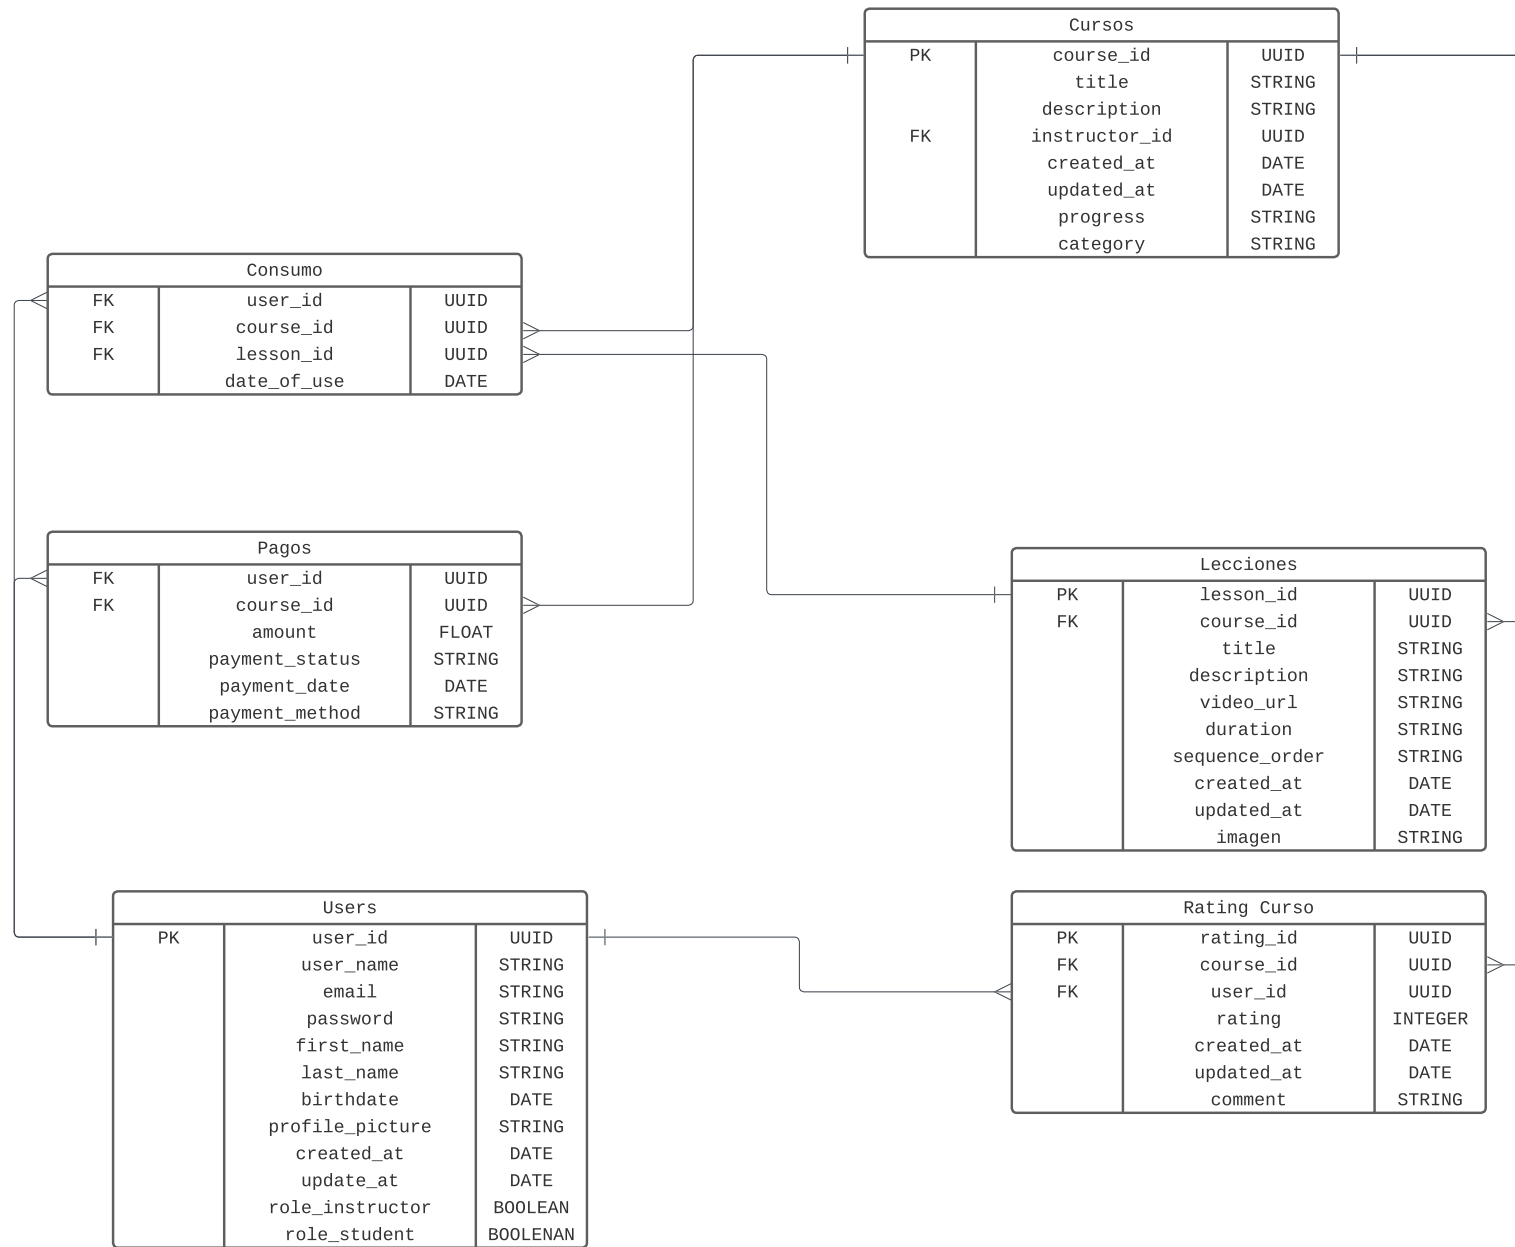 Cursos
PK course_id UUID
title STRING
description STRING
FK instructor_id UUID
created_at DATE
updated_at DATE
progress STRING
category STRING
Consumo
FK user_id UUID
FK course_id UUID
FK lesson_id UUID
date_of_use DATE
Pagos
FK user_id UUID
FK course_id UUID
amount FLOAT
payment_status STRING
payment_date DATE
payment_method STRING
Lecciones
PK lesson_id UUID
FK course_id UUID
title STRING
description STRING
video_url STRING
duration STRING
sequence_order STRING
created_at DATE
updated_at DATE
imagen STRING
Users
PK user_id UUID
user_name STRING
email STRING
password STRING
first_name STRING
last_name STRING
birthdate DATE
profile_picture STRING
created_at DATE
update_at DATE
role_instructor BOOLEAN
role_student BOOLENAN
Rating Curso
PK rating_id UUID
FK course_id UUID
FK user_id UUID
rating INTEGER
created_at DATE
updated_at DATE
comment STRING